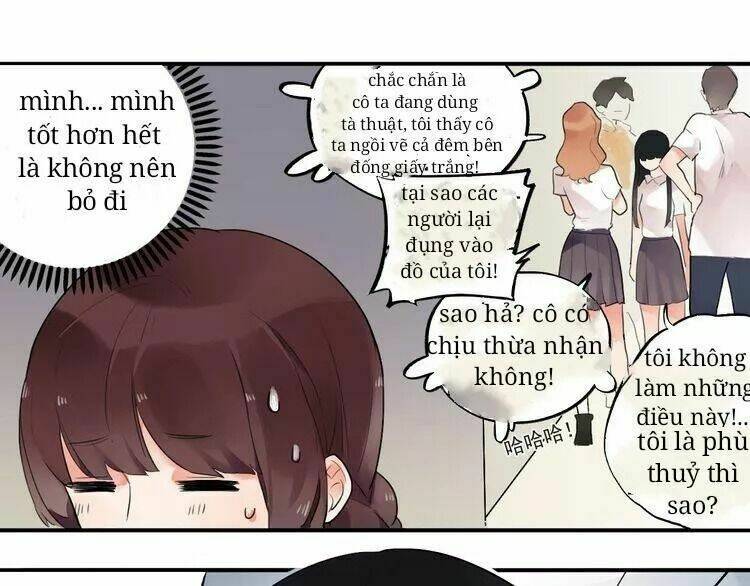 mình... mình
tốt hơn hết
là không nên
bỏ đi
chắc chắn là
cô ta đang dùng
tà thuật, tôi thấy cô
ta ngồi vẽ cả đêm bên
đống giấy trắng!
tại sao các
người lại
đụng vào
đồ của tôi!
sao hả? cô có
chịu thừa nhận
không!
哈哈哈!
tôi không
làm những
điều này!..
tôi là phù
thuỷ thì
sao?